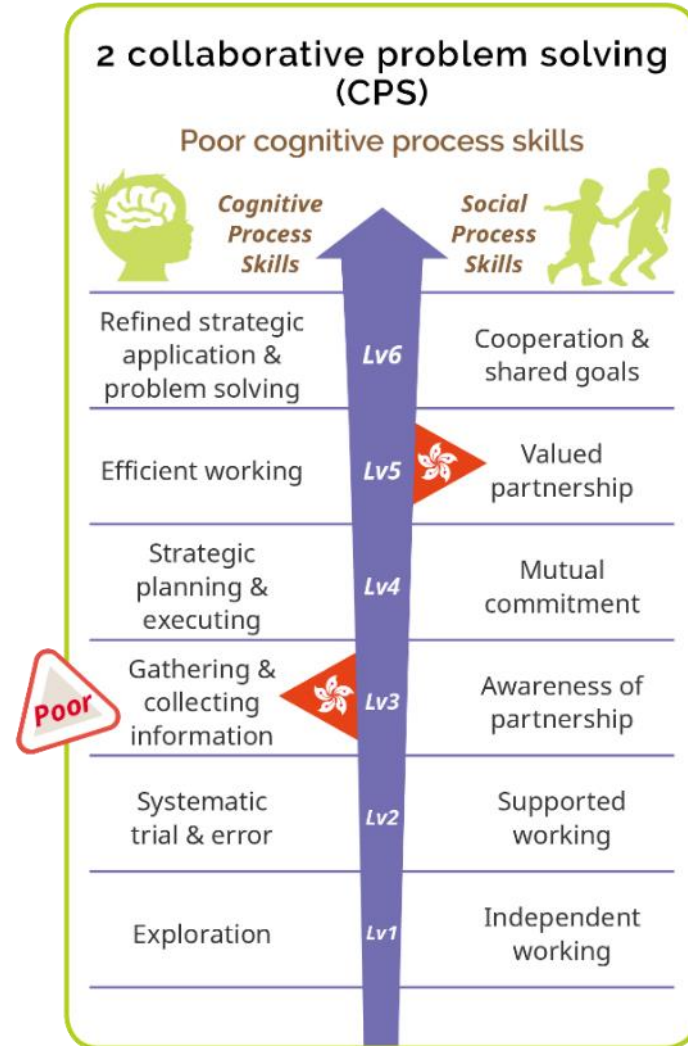 2 collaborative problem solving
(CPS)
Poor cognitive process skills
Cognitive
Process
Skills
Social
Process
Skills
Refined strategic
application &
problem solving
Lv6
Cooperation &
shared goals
Efficient working
Lv5
Valued
partnership
Strategic
planning &
executing
Lv4
Mutual
commitment
Poor
Gathering &
collecting
information
Lv3
Awareness of
partnership
Systematic
trial & error
Lv2
Supported
working
Exploration
Lv1
Independent
working